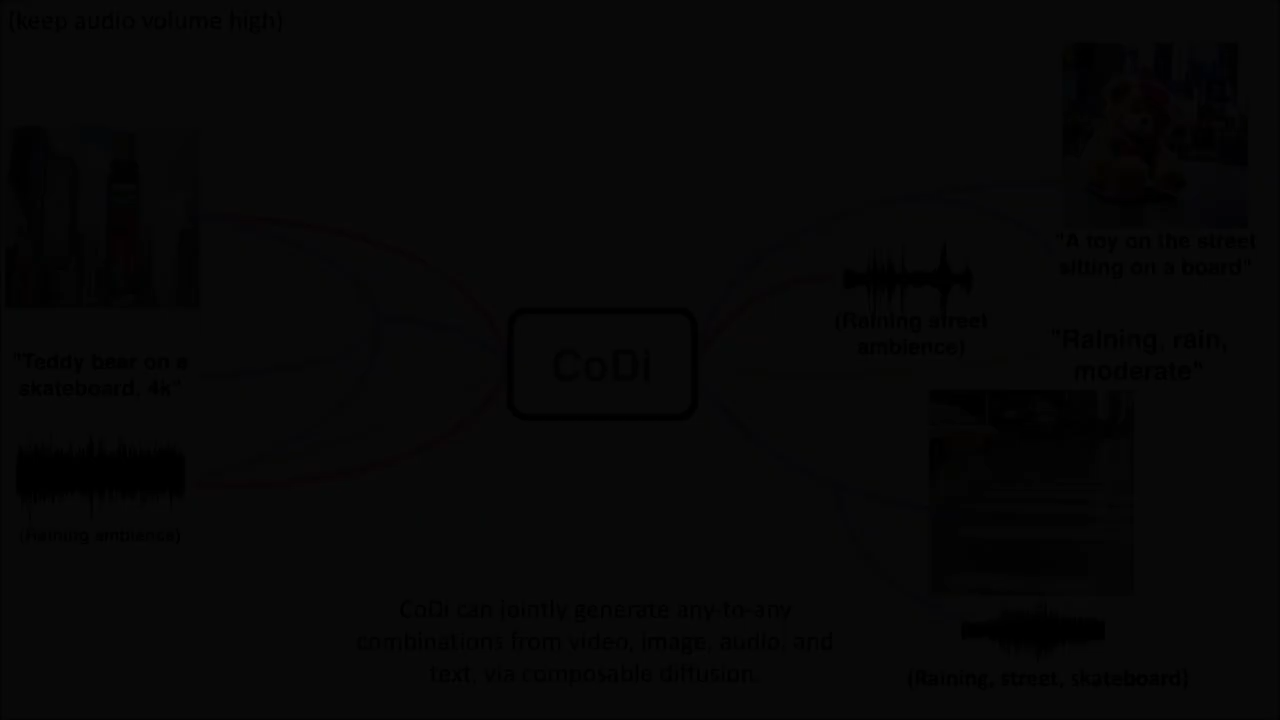 (keep audio volume high)
"Teddy bear on a
skateboard, 4k"
(Raining ambiance)
CoDi
(Raining street
ambience)
"A toy on the street
sitting on a board"
"Raining, rain,
moderate"
(Raining, street, skateboard)
CoDi can jointly generate any-to-any
combinations from video, image, audio, and
text, via composable diffusion.